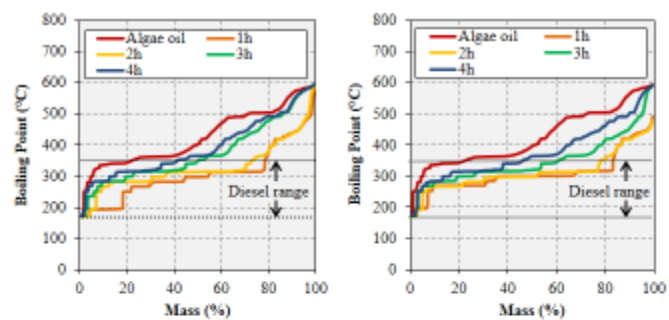 800
700
600
500
400
300
200
100
0
Boiling Point (°C)
Algae oil 1h
2h 3h
4h
Diesel range
0 20 40 60 80 100
Mass (%)
800
700
600
500
400
300
200
100
0
Boiling Point (°C)
Algae oil 1h
2h 3h
4h
Diesel range
0 20 40 60 80 100
Mass (%)